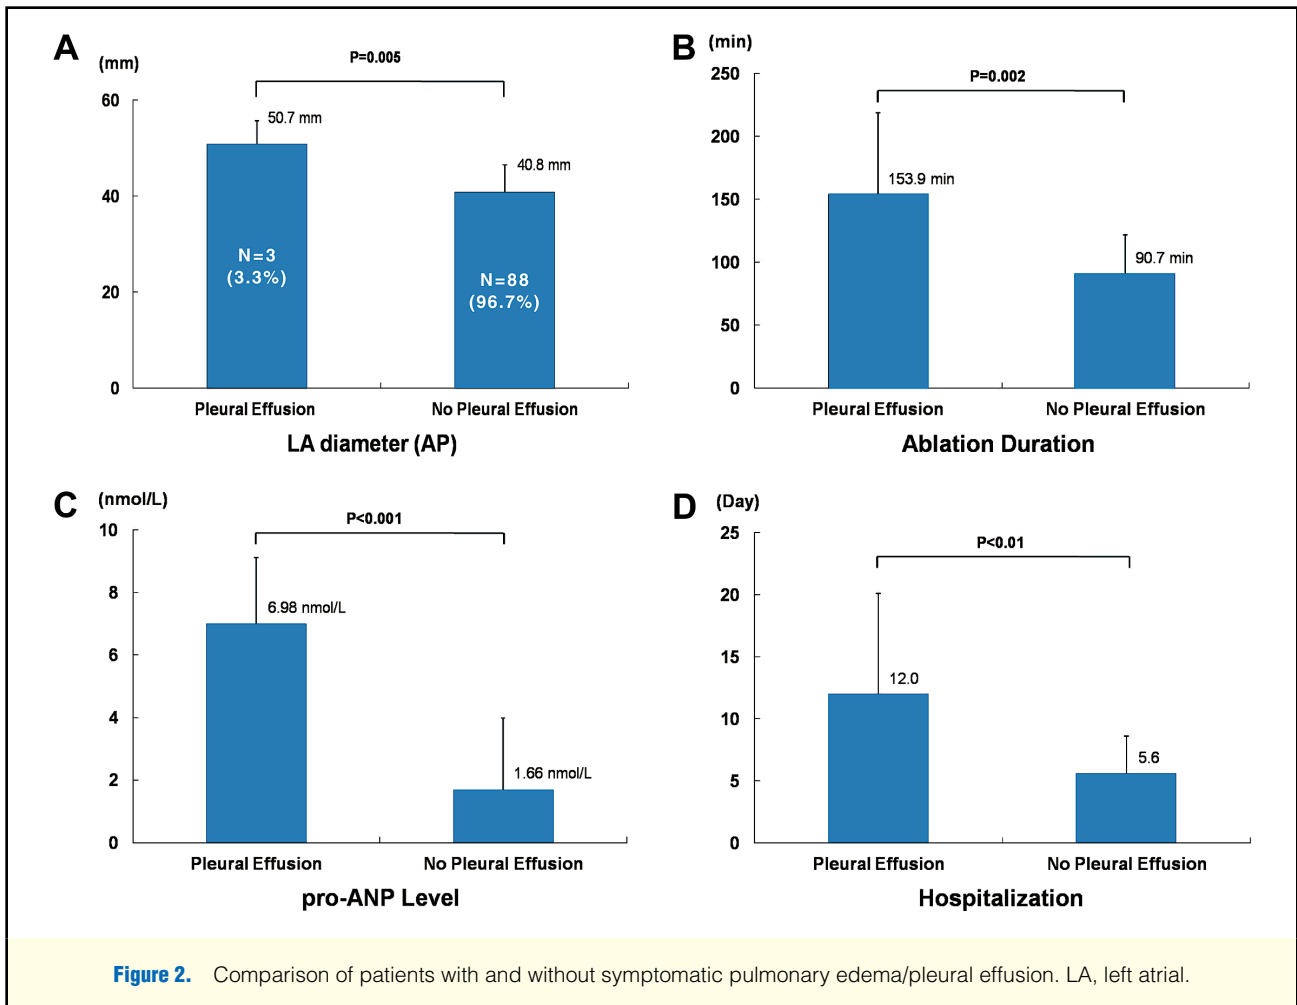 A
(mm)
P=0.005
60
40
20
0
50.7 mm
40.8 mm
N=3
(3.3%)
N=88
(96.7%)
Pleural Effusion
No Pleural Effusion
LA diameter (AP)
B
(min)
P=0.002
250
200
150
100
50
0
153.9 min
90.7 min
Pleural Effusion
No Pleural Effusion
Ablation Duration
C
(nmol/L)
P<0.001
10
8
6
4
2
0
6.98 nmol/L
1.66 nmol/L
Pleural Effusion
No Pleural Effusion
pro-ANP Level
D
(Day)
P<0.01
25
20
15
10
5
0
12.0
5.6
Pleural Effusion
No Pleural Effusion
Hospitalization
Figure 2. Comparison of patients with and without symptomatic pulmonary edema/pleural effusion. LA, left atrial.